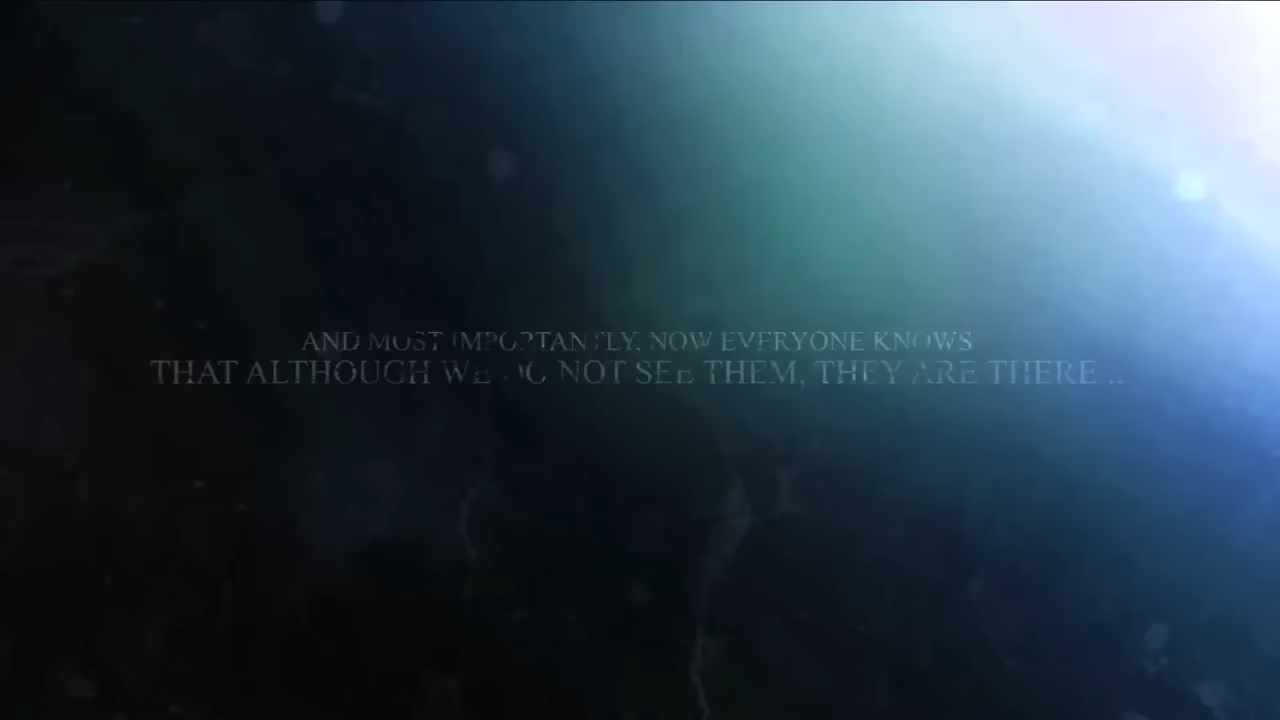 AND MOST IMPORTANTLY, NOW EVERYONE KNOWS
THAT ALTHOUGH WE DO NOT SEE THEM, THEY ARE THERE...